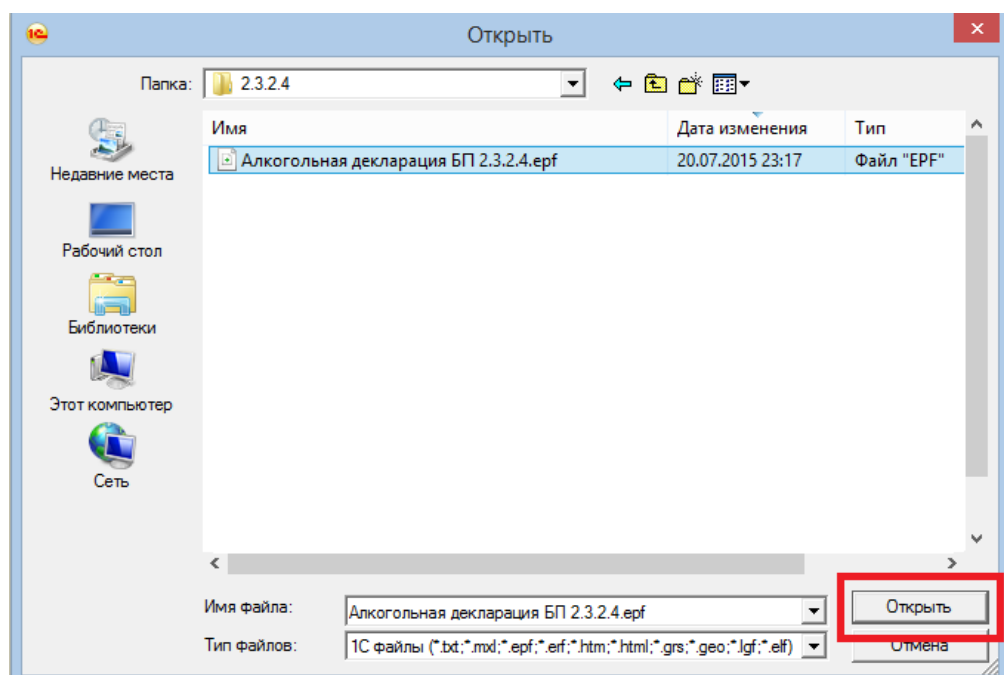 1С Открыть
Папка: 2.3.2.4
Имя Дата изменения Тип
Алкогольная декларация БП 2.3.2.4.epf 20.07.2015 23:17 Файл "EPF"
Недавние места
Рабочий стол
Библиотеки
Этот компьютер
Сеть
Имя файла: Алкогольная декларация БП 2.3.2.4.epf Открыть
Тип файлов: 1С файлы (*.txt;*.mxl;*.epf;*.erf;*.htm;*.html;*.grs;*.geo;*.lgf;*.elf) Отмена